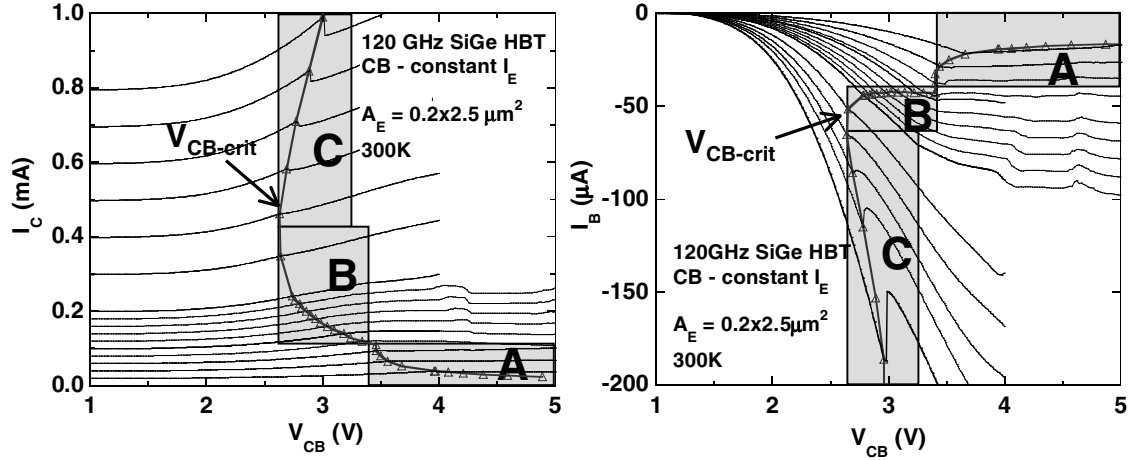 1.0
0.8
0.6
0.4
0.2
0.0
I_C (mA)
120 GHz SiGe HBT
CB - constant I_E
A_E = 0.2x2.5 μm²
300K
V_CB-crit
C
B
A
1 2 3 4 5
V_CB (V)
0
-50
-100
-150
-200
I_B (μA)
A
B
V_CB-crit
C
120GHz SiGe HBT
CB - constant I_E
A_E = 0.2x2.5μm²
300K
1 2 3 4 5
V_CB (V)